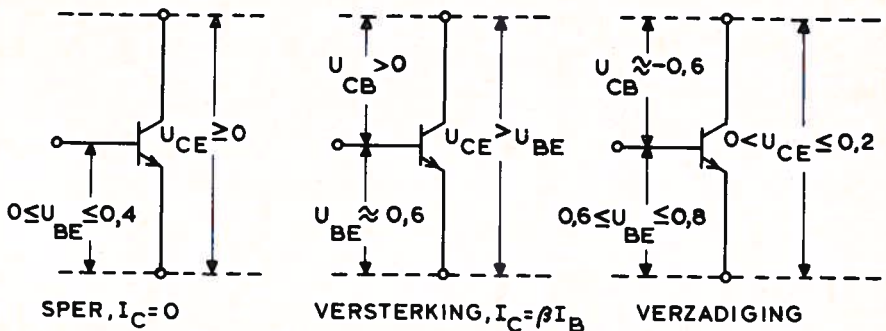 U_CE ≥ 0
0 ≤ U_BE ≤ 0,4
SPER, I_C = 0
U_CB > 0
U_CE > U_BE
U_BE ≈ 0,6
VERSTERKING, I_C = βI_B
U_CB ≈ -0,6
0 < U_CE ≤ 0,2
0,6 ≤ U_BE ≤ 0,8
VERZADIGING